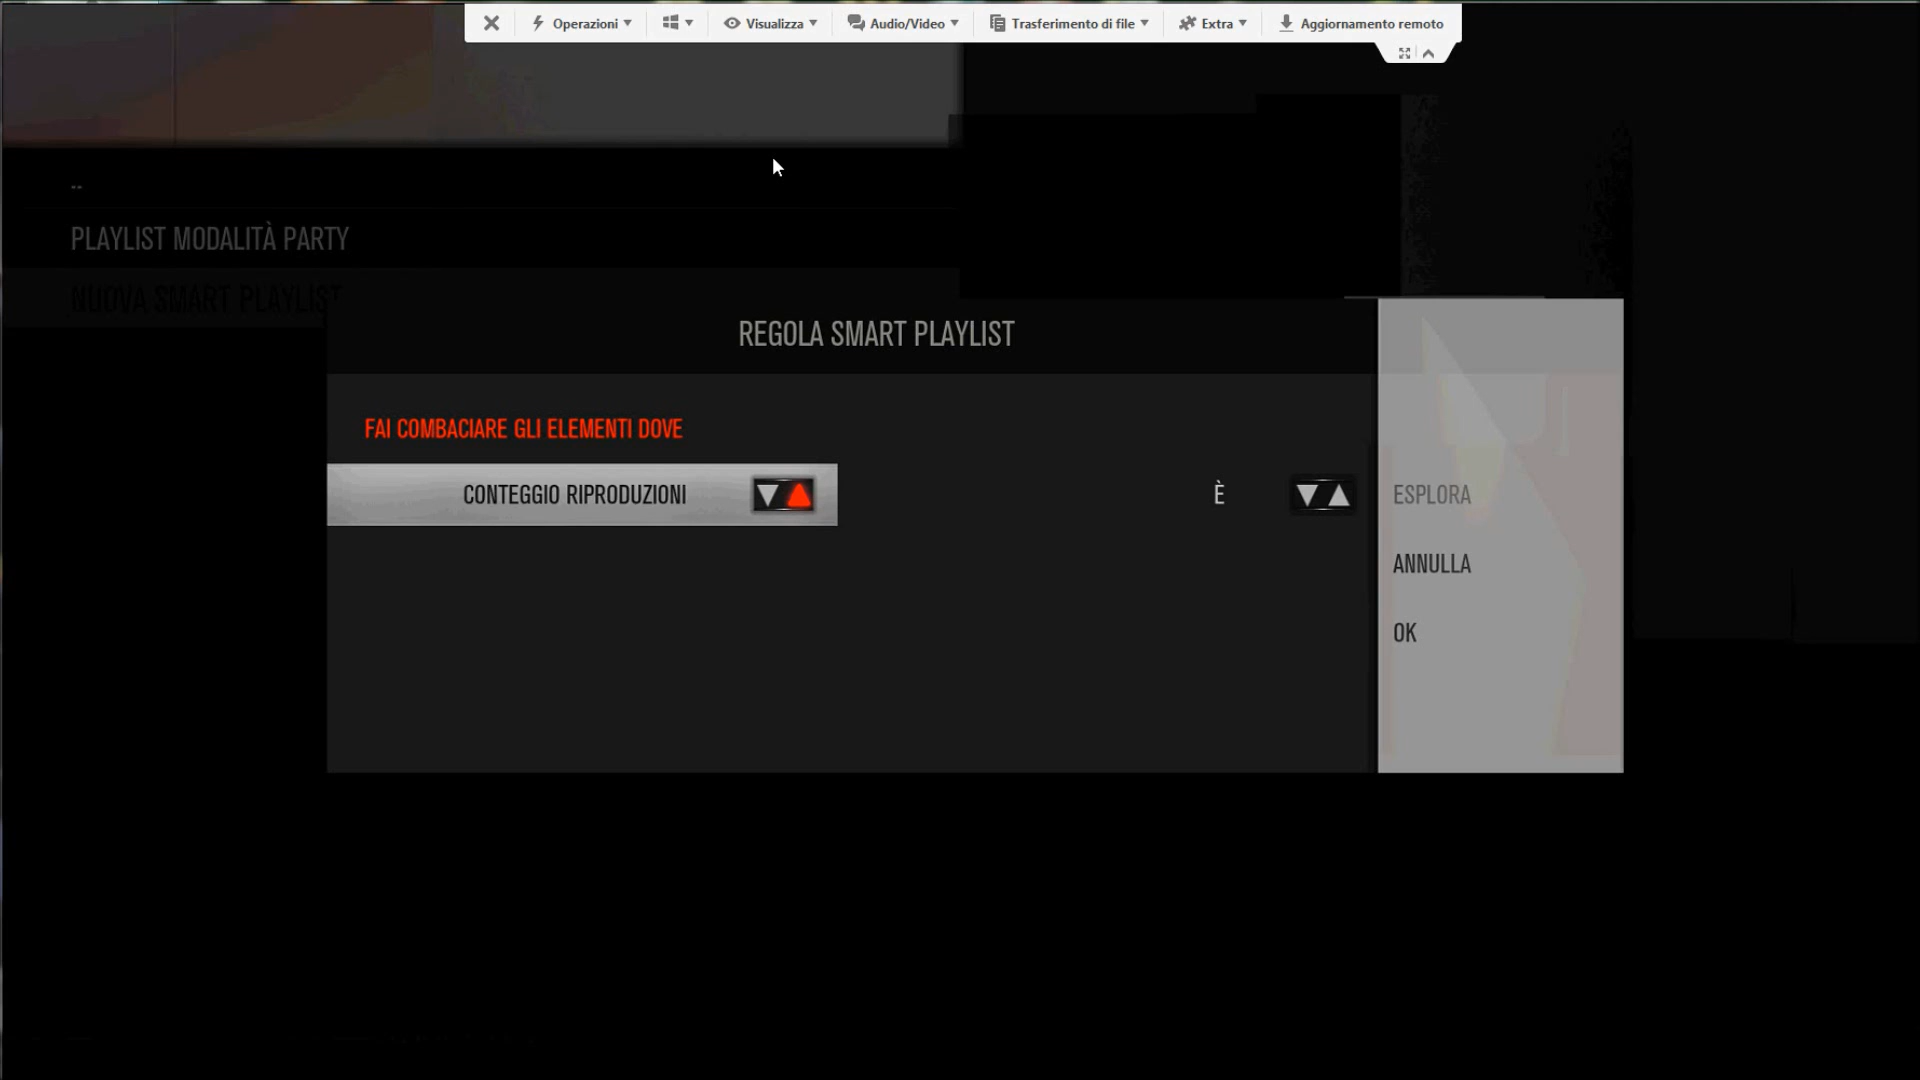 Operazioni Visualizza Audio/Video Trasferimento di file Extra Aggiornamento remoto
..
PLAYLIST MODALITÀ PARTY
NUOVA SMART PLAYLIST
REGOLA SMART PLAYLIST
FAI COMBACIARE GLI ELEMENTI DOVE
CONTEGGIO RIPRODUZIONI È ESPLORA
ANNULLA
OK